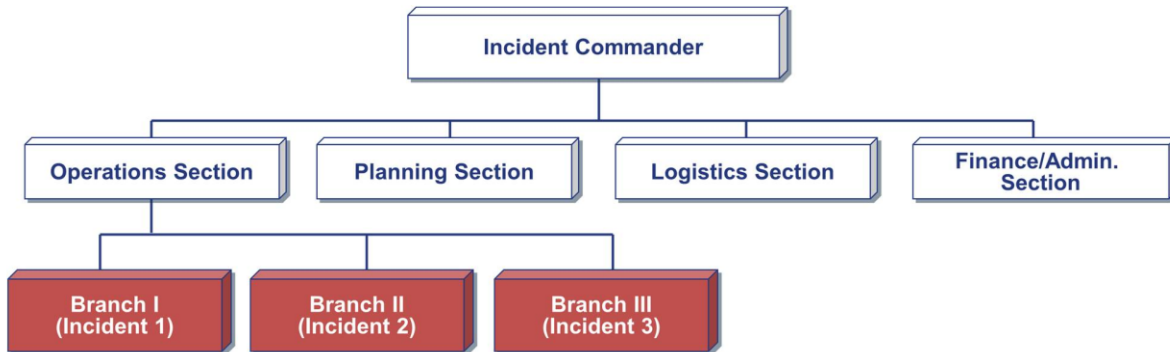 Incident Commander
Operations Section
Planning Section
Logistics Section
Finance/Admin.
Section
Branch I
(Incident 1)
Branch II
(Incident 2)
Branch III
(Incident 3)